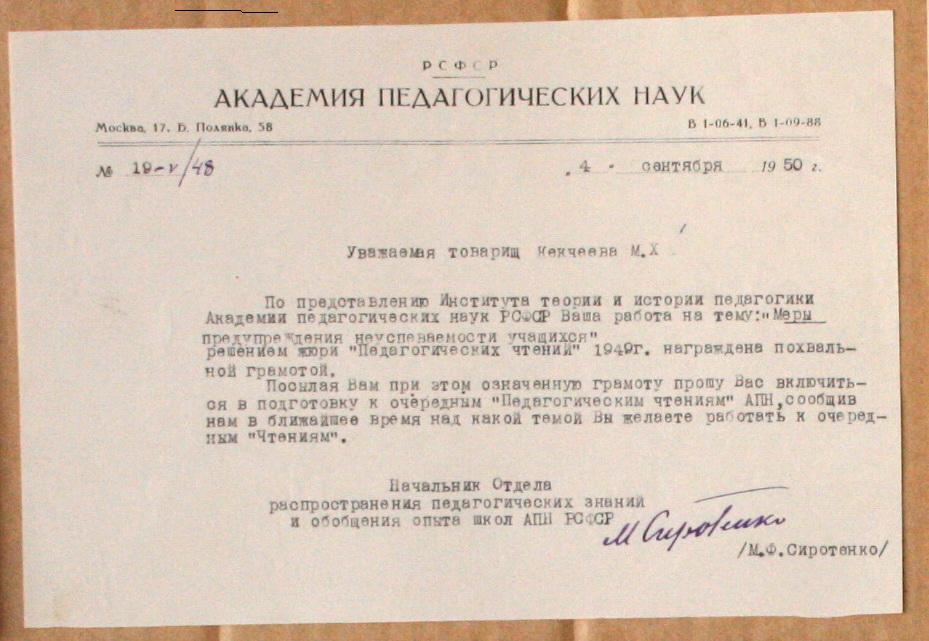 РСФСР
АКАДЕМИЯ ПЕДАГОГИЧЕСКИХ НАУК
Москва, 17, Б. Полянка, 58
В 1-06-41, В 1-09-88
№ 19-v/48
4 сентября 1950 г.
Уважаемая товарищ Кекчеева М.Х
По представлению Института теории и истории педагогики
Академии педагогических наук РСФСР Ваша работа на тему:"Меры
предупреждения неуспеваемости учащихся"
решением жюри "Педагогических чтений" 1949г. награждена похваль-
ной грамотой.
Посылая Вам при этом означенную грамоту прошу Вас включить-
ся в подготовку к очередным "Педагогическим чтениям" АПН,сообщив
нам в ближайшее время над какой темой Вы желаете работать к очеред-
ным "Чтениям".
Начальник Отдела
распространения педагогических знаний
и обобщения опыта школ АПН РСФСР
М Сиротенко
/М.Ф.Сиротенко/